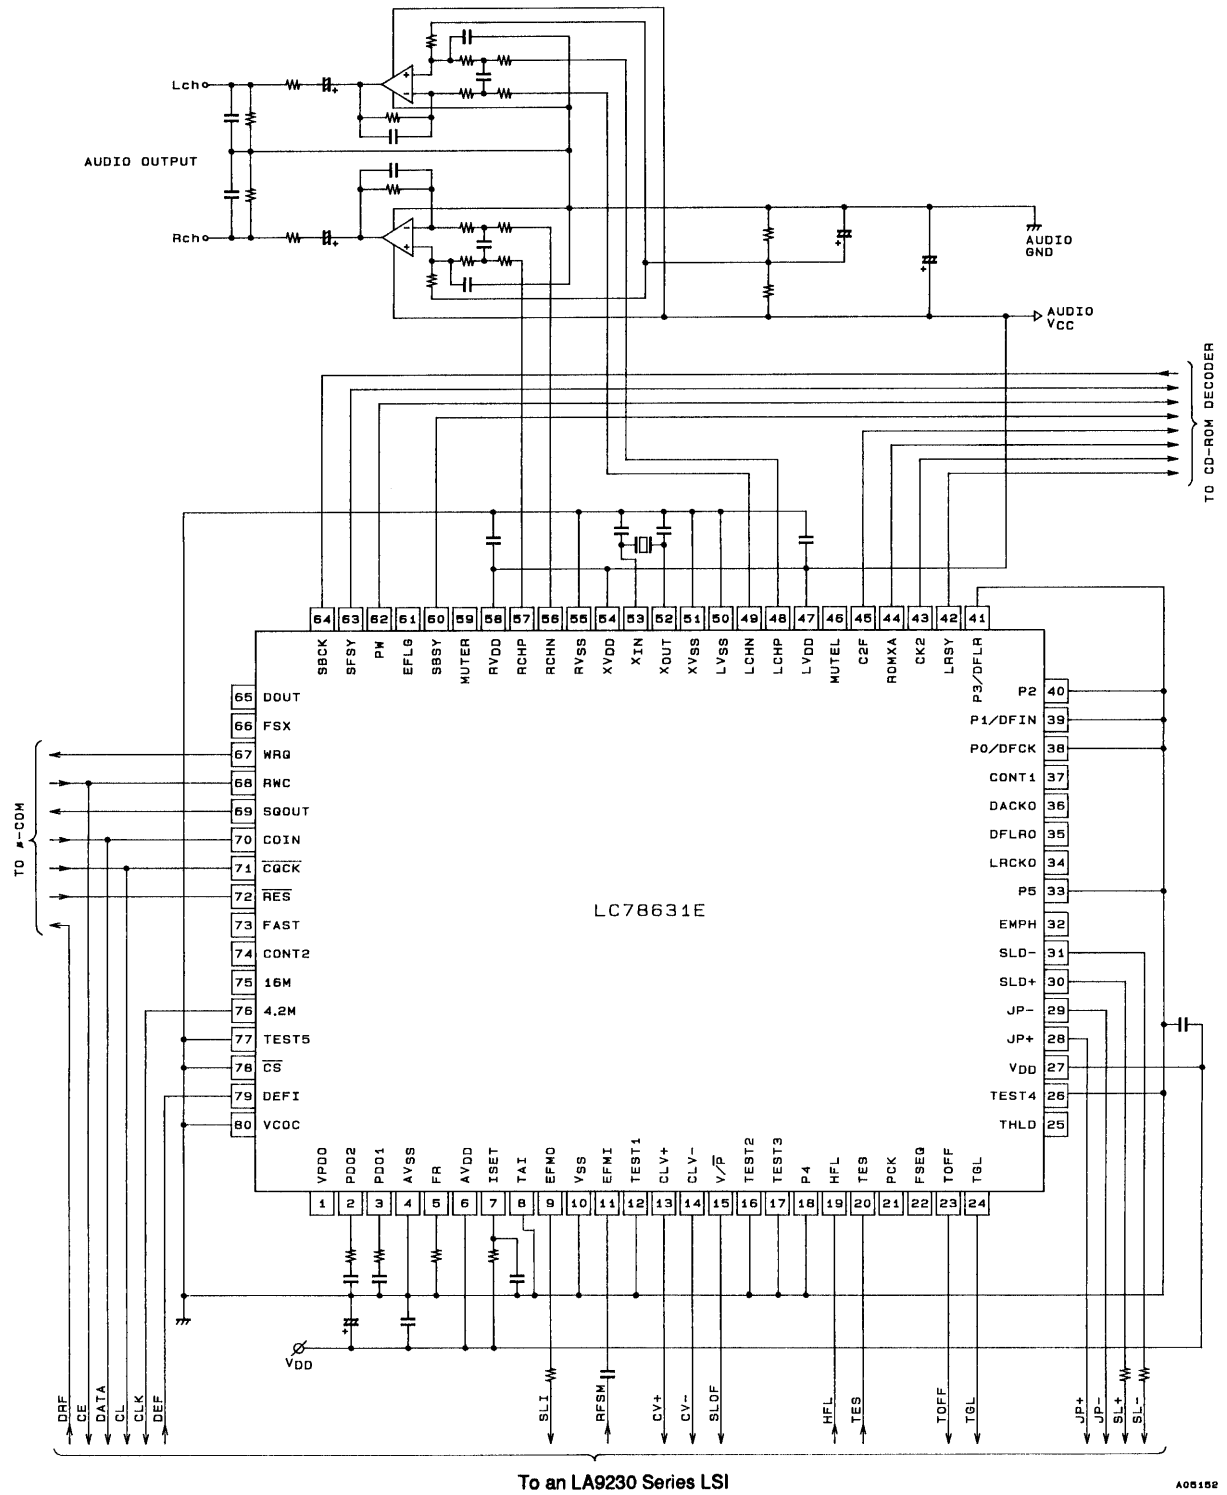 Lch
AUDIO OUTPUT
Rch
AUDIO
GND
AUDIO
VCC
TO CD-ROM DECODER
64 63 62 61 60 59 58 57 56 55 54 53 52 51 50 49 48 47 46 45 44 43 42 41
SBCK SFSY PW EFLG SBSY MUTER RVDD RCHP RCHN RVSS XVDD XIN XOUT XVSS LVSS LCHN LCHP LVDD MUTEL C2F ROMXA CK2 LRSY P3/DFLR
65 DOUT
66 FSX
67 WRQ
68 RWC
69 SQOUT
70 COIN
71 CQCK
72 RES
73 FAST
74 CONT2
75 16M
76 4.2M
77 TEST5
78 CS
79 DEFI
80 VCOC
TO μ-COM
LC78631E
P2 40
P1/DFIN 39
P0/DFCK 38
CONT1 37
DACKO 36
DFLRO 35
LRCKO 34
P5 33
EMPH 32
SLD- 31
SLD+ 30
JP- 29
JP+ 28
VDD 27
TEST4 26
THLD 25
VPDO PDO2 PDO1 AVSS FR AVDD ISET TAI EFMO VSS EFMI TEST1 CLV+ CLV- V/P TEST2 TEST3 P4 HFL TES PCK FSEQ TOFF TGL
1 2 3 4 5 6 7 8 9 10 11 12 13 14 15 16 17 18 19 20 21 22 23 24
VDD
DRF CE DATA CL CLK DEF SLI RFSM CV+ CV- SLOF HFL TES TOFF TGL JP+ JP- SL+ SL-
To an LA9230 Series LSI
A05152